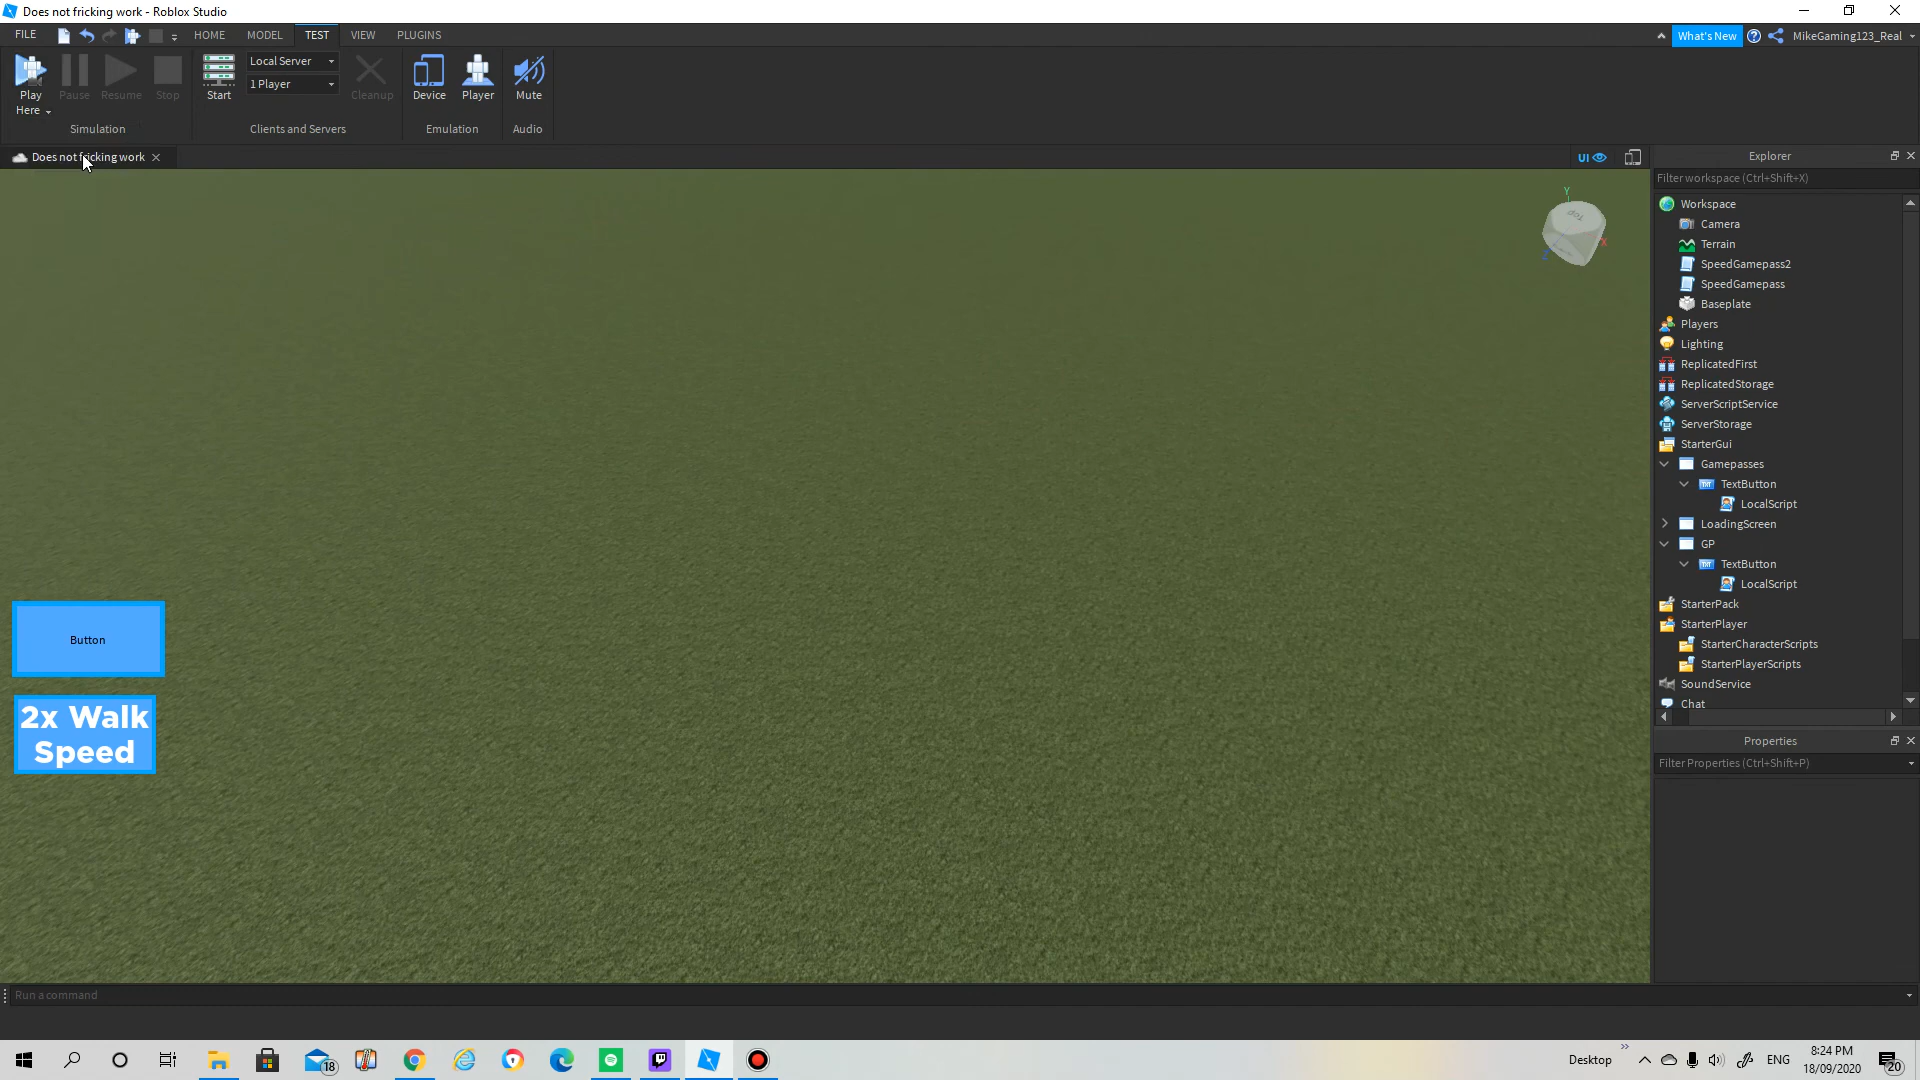 Does not fricking work - Roblox Studio
FILE HOME MODEL TEST VIEW PLUGINS What's New MikeGaming123_Real
Play Here Pause Resume Stop
Simulation
Start Local Server
1 Player
Cleanup
Clients and Servers
Device Player
Emulation
Mute
Audio
Does not fricking work
UI
Top
Y
X
Z
Button
2x Walk
Speed
Explorer
Filter workspace (Ctrl+Shift+X)
Workspace
Camera
Terrain
SpeedGamepass2
SpeedGamepass
Baseplate
Players
Lighting
ReplicatedFirst
ReplicatedStorage
ServerScriptService
ServerStorage
StarterGui
Gamepasses
TextButton
LocalScript
LoadingScreen
GP
TextButton
LocalScript
StarterPack
StarterPlayer
StarterCharacterScripts
StarterPlayerScripts
SoundService
Chat
Properties
Filter Properties (Ctrl+Shift+P)
Run a command
18
Desktop
ENG
8:24 PM
18/09/2020
20